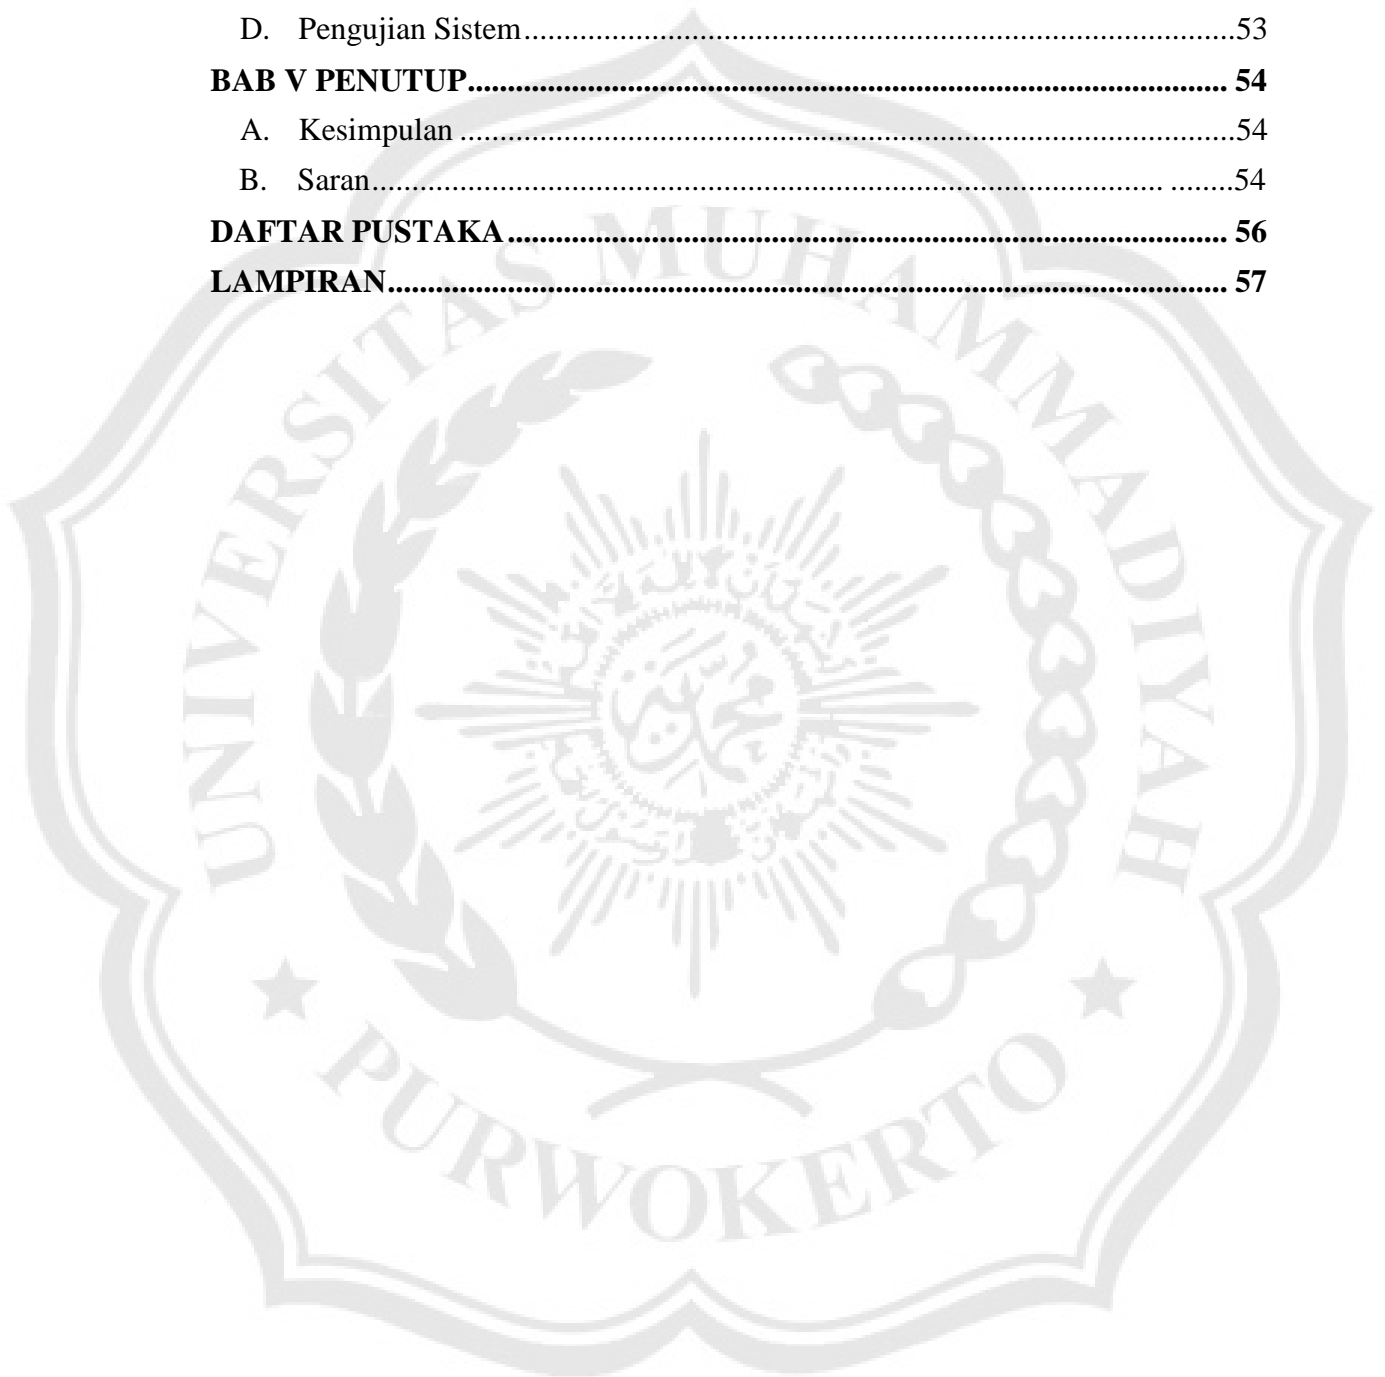 D. Pengujian Sistem.....................................................................................53
BAB V PENUTUP.............................................................................................. 54
A. Kesimpulan .............................................................................................54
B. Saran................................................................................................. ........54
DAFTAR PUSTAKA........................................................................................ 56
LAMPIRAN....................................................................................................... 57
UNIVERSITAS MUHAMMADIYAH
PURWOKERTO